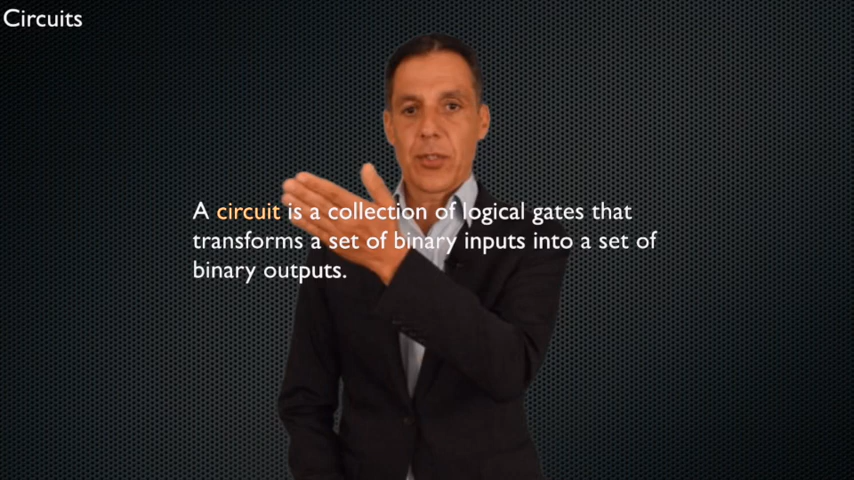 Circuits
A circuit is a collection of logical gates that
transforms a set of binary inputs into a set of
binary outputs.